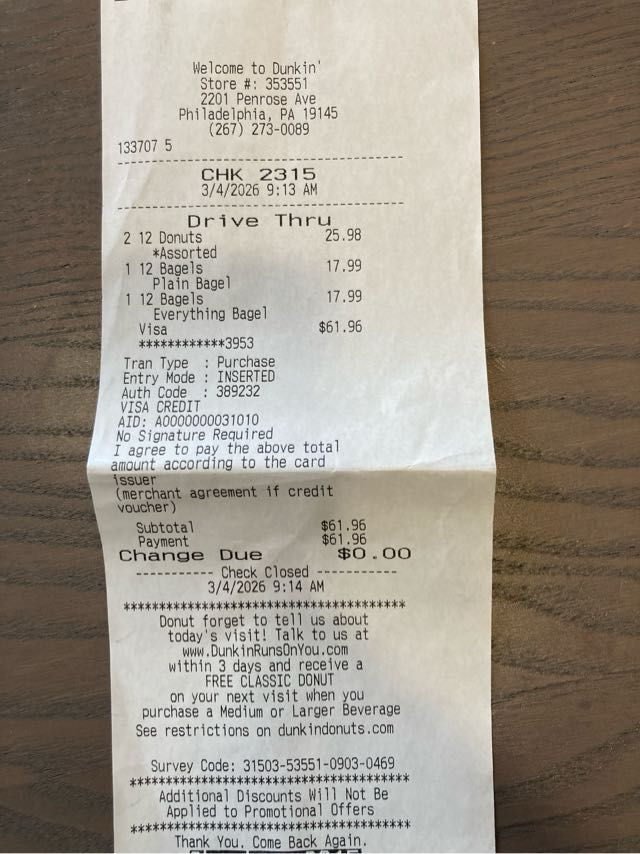 Welcome to Dunkin'
Store #: 353551
2201 Penrose Ave
Philadelphia, PA 19145
(267) 273-0089
133707 5
CHK 2315
3/4/2026 9:13 AM
Drive Thru
2 12 Donuts 25.98
*Assorted
1 12 Bagels 17.99
Plain Bagel
1 12 Bagels 17.99
Everything Bagel
Visa $61.96
************3953
Tran Type : Purchase
Entry Mode : INSERTED
Auth Code : 389232
VISA CREDIT
AID: A0000000031010
No Signature Required
I agree to pay the above total
amount according to the card
issuer
(merchant agreement if credit
voucher)
Subtotal $61.96
Payment $61.96
Change Due $0.00
----------- Check Closed -----------
3/4/2026 9:14 AM
****************************************
Donut forget to tell us about
today's visit! Talk to us at
www.DunkinRunsOnYou.com
within 3 days and receive a
FREE CLASSIC DONUT
on your next visit when you
purchase a Medium or Larger Beverage
See restrictions on dunkindonuts.com
Survey Code: 31503-53551-0903-0469
****************************************
Additional Discounts Will Not Be
Applied to Promotional Offers
****************************************
Thank You. Come Back Again.